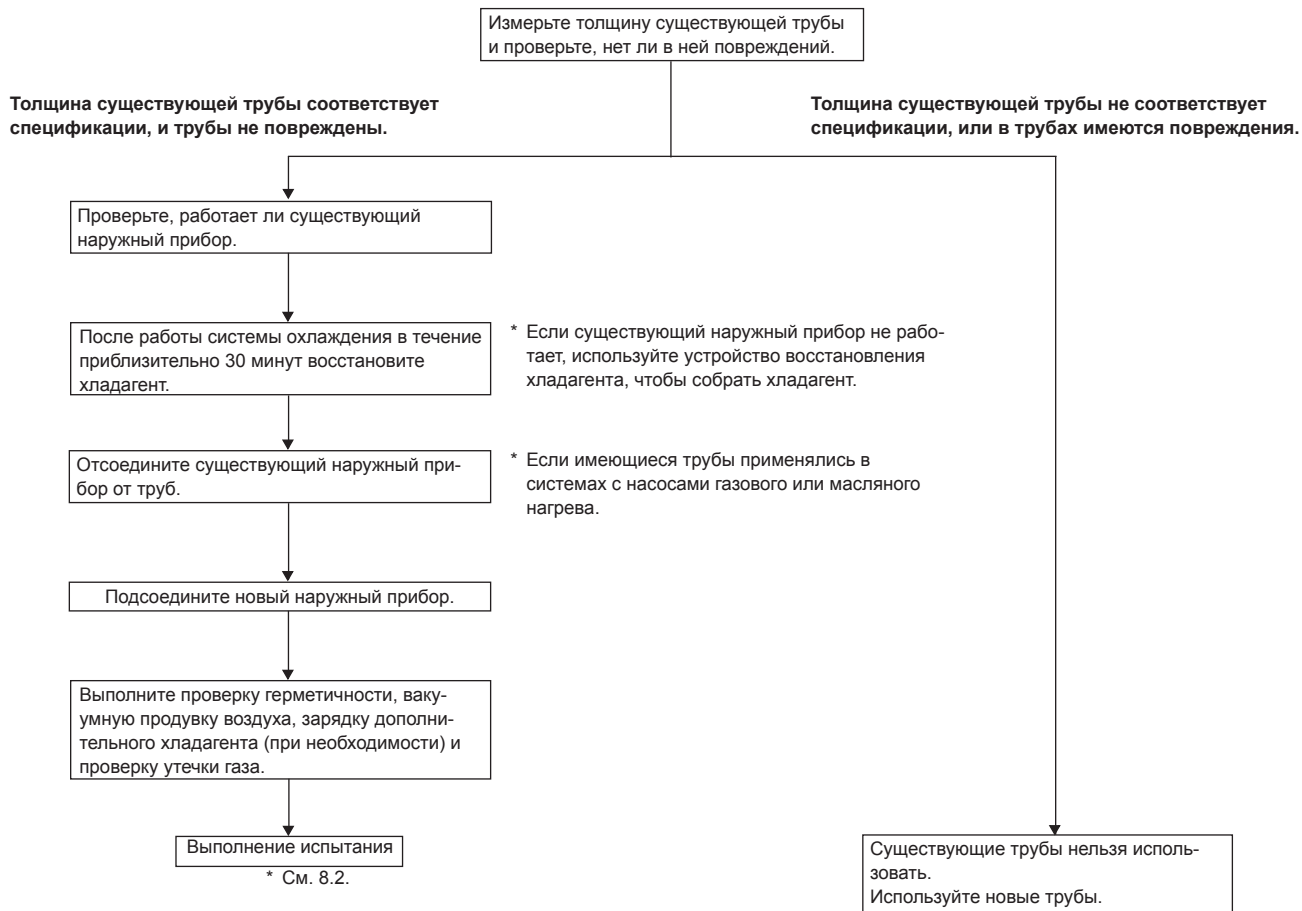 Измерьте толщину существующей трубы
и проверьте, нет ли в ней повреждений.
Толщина существующей трубы соответствует
спецификации, и трубы не повреждены.
Толщина существующей трубы не соответствует
спецификации, или в трубах имеются повреждения.
Проверьте, работает ли существующий
наружный прибор.
После работы системы охлаждения в течение
приблизительно 30 минут восстановите
хладагент.
* Если существующий наружный прибор не рабо-
тает, используйте устройство восстановления
хладагента, чтобы собрать хладагент.
Отсоедините существующий наружный при-
бор от труб.
* Если имеющиеся трубы применялись в
системах с насосами газового или масляного
нагрева.
Подсоедините новый наружный прибор.
Выполните проверку герметичности, ваку-
умную продувку воздуха, зарядку дополни-
тельного хладагента (при необходимости) и
проверку утечки газа.
Выполнение испытания
* См. 8.2.
Существующие трубы нельзя исполь-
зовать.
Используйте новые трубы.